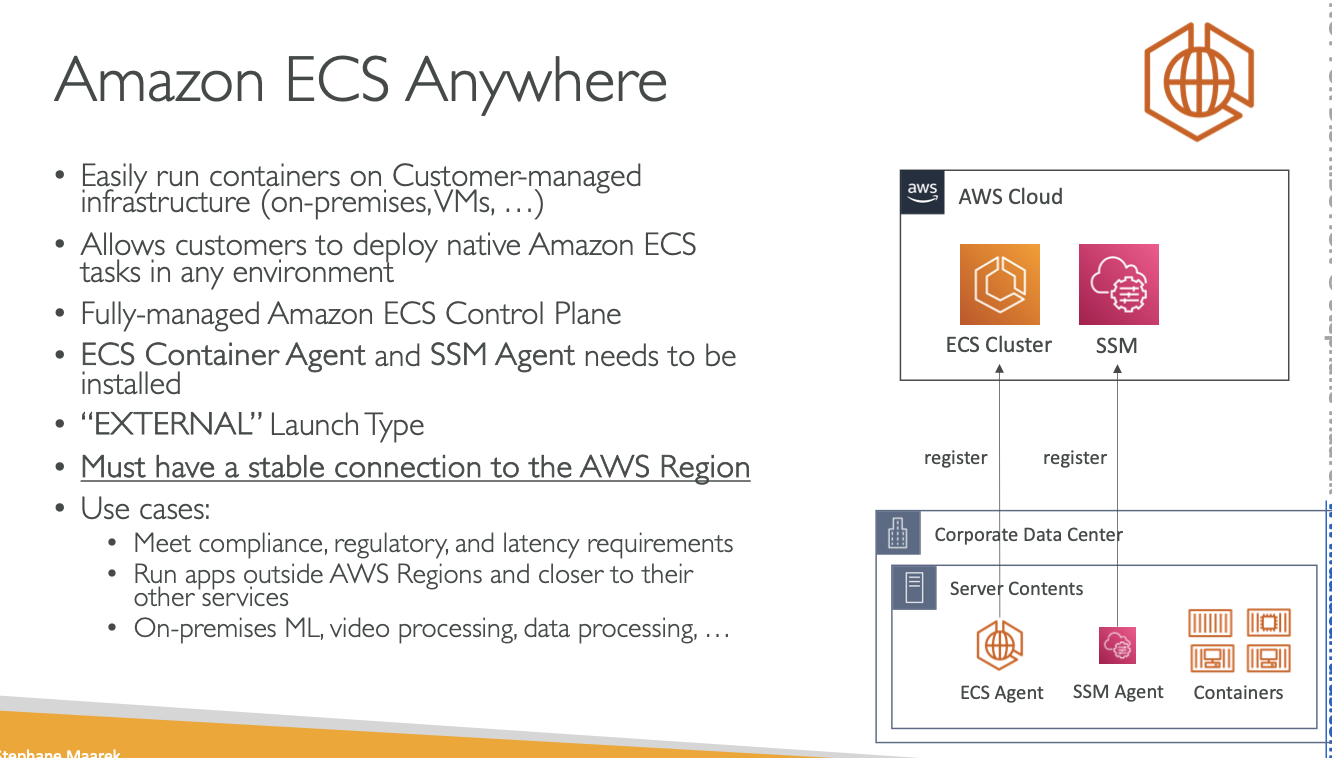 Amazon ECS Anywhere
• Easily run containers on Customer-managed
infrastructure (on-premises, VMs, …)
• Allows customers to deploy native Amazon ECS
tasks in any environment
• Fully-managed Amazon ECS Control Plane
• ECS Container Agent and SSM Agent needs to be
installed
• “EXTERNAL” Launch Type
• Must have a stable connection to the AWS Region
• Use cases:
• Meet compliance, regulatory, and latency requirements
• Run apps outside AWS Regions and closer to their
other services
• On-premises ML, video processing, data processing, …
aws
AWS Cloud
ECS Cluster
SSM
register
register
Corporate Data Center
Server Contents
ECS Agent
SSM Agent
Containers
Stephane Maarek